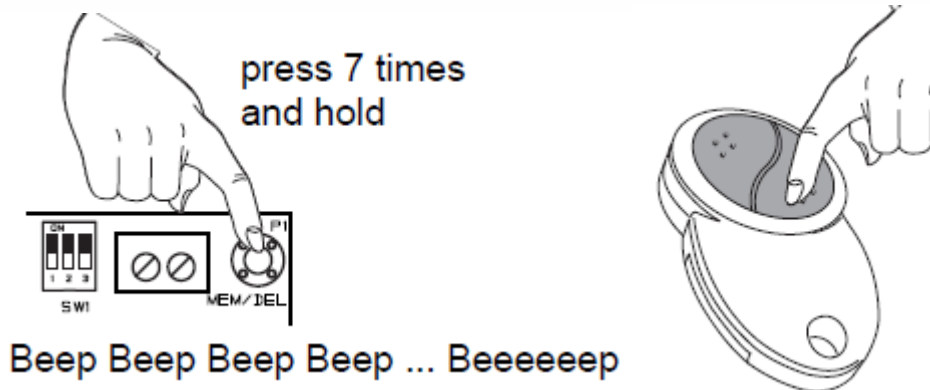 press 7 times
and hold
P1
ON
1 2 3
SW1
MEM/DEL
Beep Beep Beep Beep ... Beeeeeep